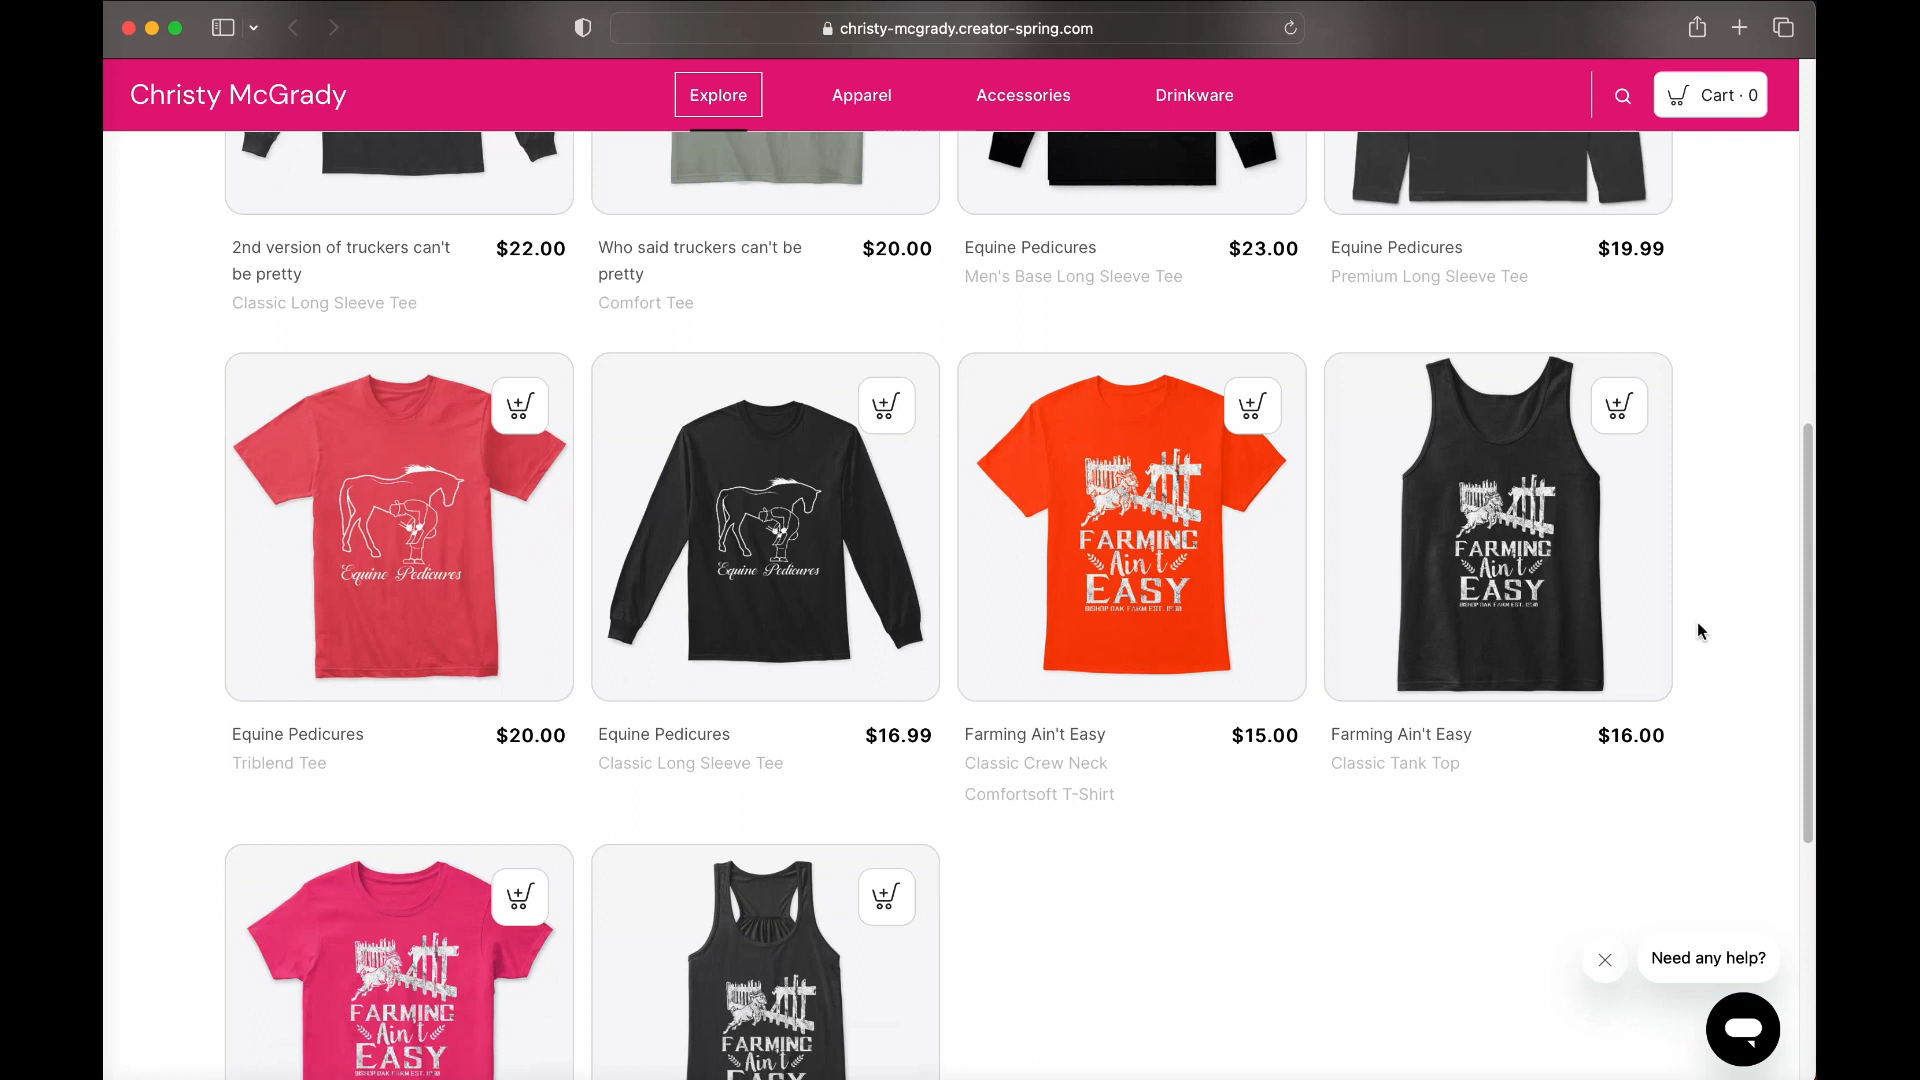 christy-mcgrady.creator-spring.com
Christy McGrady
Explore
Apparel
Accessories
Drinkware
Cart · 0
2nd version of truckers can't
be pretty
$22.00
Classic Long Sleeve Tee
Who said truckers can't be
pretty
$20.00
Comfort Tee
Equine Pedicures
$23.00
Men's Base Long Sleeve Tee
Equine Pedicures
$19.99
Premium Long Sleeve Tee
Equine Pedicures
Equine Pedicures
FARMING
Ain't
EASY
FARMING
Ain't
EASY
Equine Pedicures
$20.00
Triblend Tee
Equine Pedicures
$16.99
Classic Long Sleeve Tee
Farming Ain't Easy
$15.00
Classic Crew Neck
Comfortsoft T-Shirt
Farming Ain't Easy
$16.00
Classic Tank Top
FARMING
Ain't
EASY
FARMING
Ain't
EASY
Need any help?